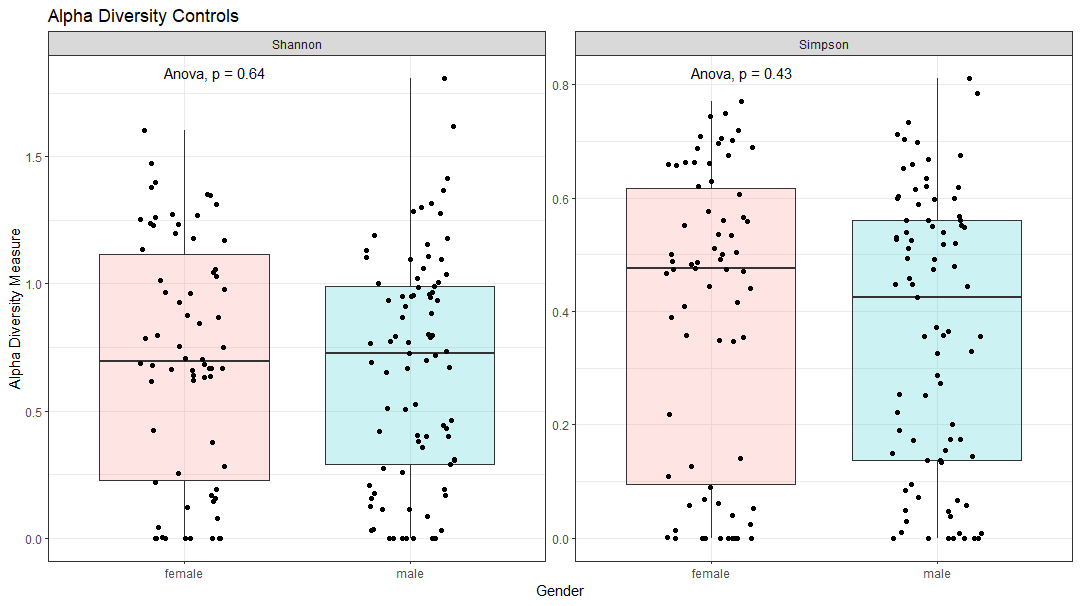 Alpha Diversity Controls
Shannon
Simpson
Anova, p = 0.64
Anova, p = 0.43
Alpha Diversity Measure
1.5
1.0
0.5
0.0
0.8
0.6
0.4
0.2
0.0
female
male
female
male
Gender